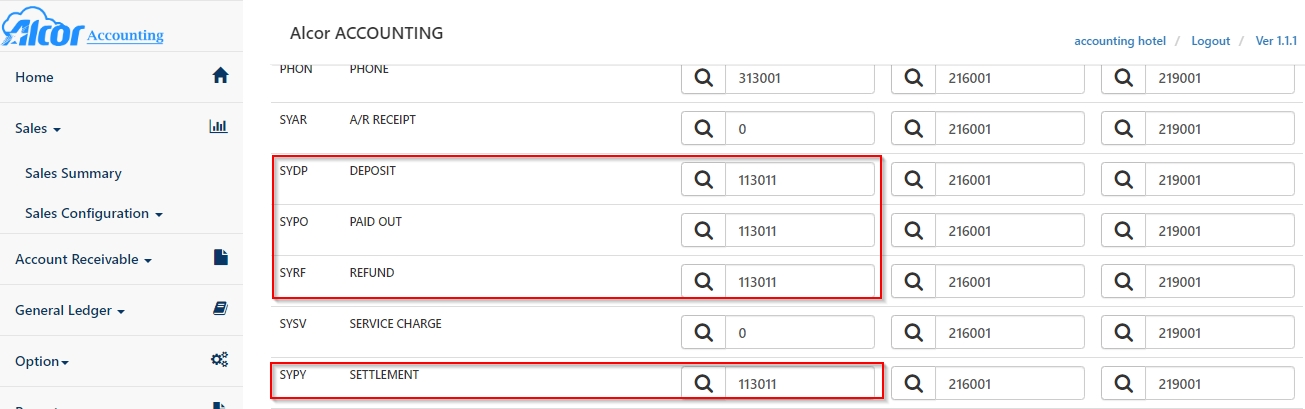 Alcor Accounting
Alcor ACCOUNTING
accounting hotel / Logout / Ver 1.1.1
Home
Sales
Sales Summary
Sales Configuration
Account Receivable
General Ledger
Option
PHON PHONE 313001 216001 219001
SYAR A/R RECEIPT 0 216001 219001
SYDP DEPOSIT 113011 216001 219001
SYPO PAID OUT 113011 216001 219001
SYRF REFUND 113011 216001 219001
SYSV SERVICE CHARGE 0 216001 219001
SYPY SETTLEMENT 113011 216001 219001